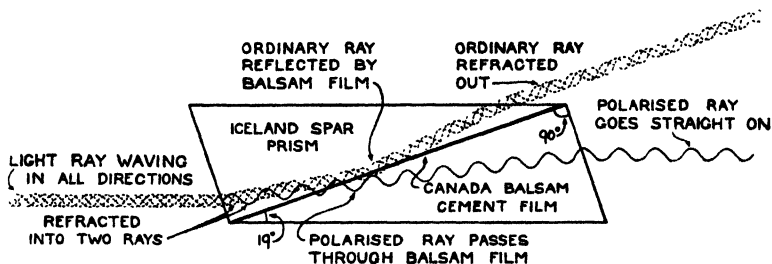 ORDINARY RAY
REFLECTED BY
BALSAM FILM
ORDINARY RAY
REFRACTED
OUT
POLARISED RAY
GOES STRAIGHT ON
ICELAND SPAR
PRISM
90°
LIGHT RAY WAVING
IN ALL DIRECTIONS
CANADA BALSAM
CEMENT FILM
REFRACTED
INTO TWO RAYS
19°
POLARISED RAY PASSES
THROUGH BALSAM FILM